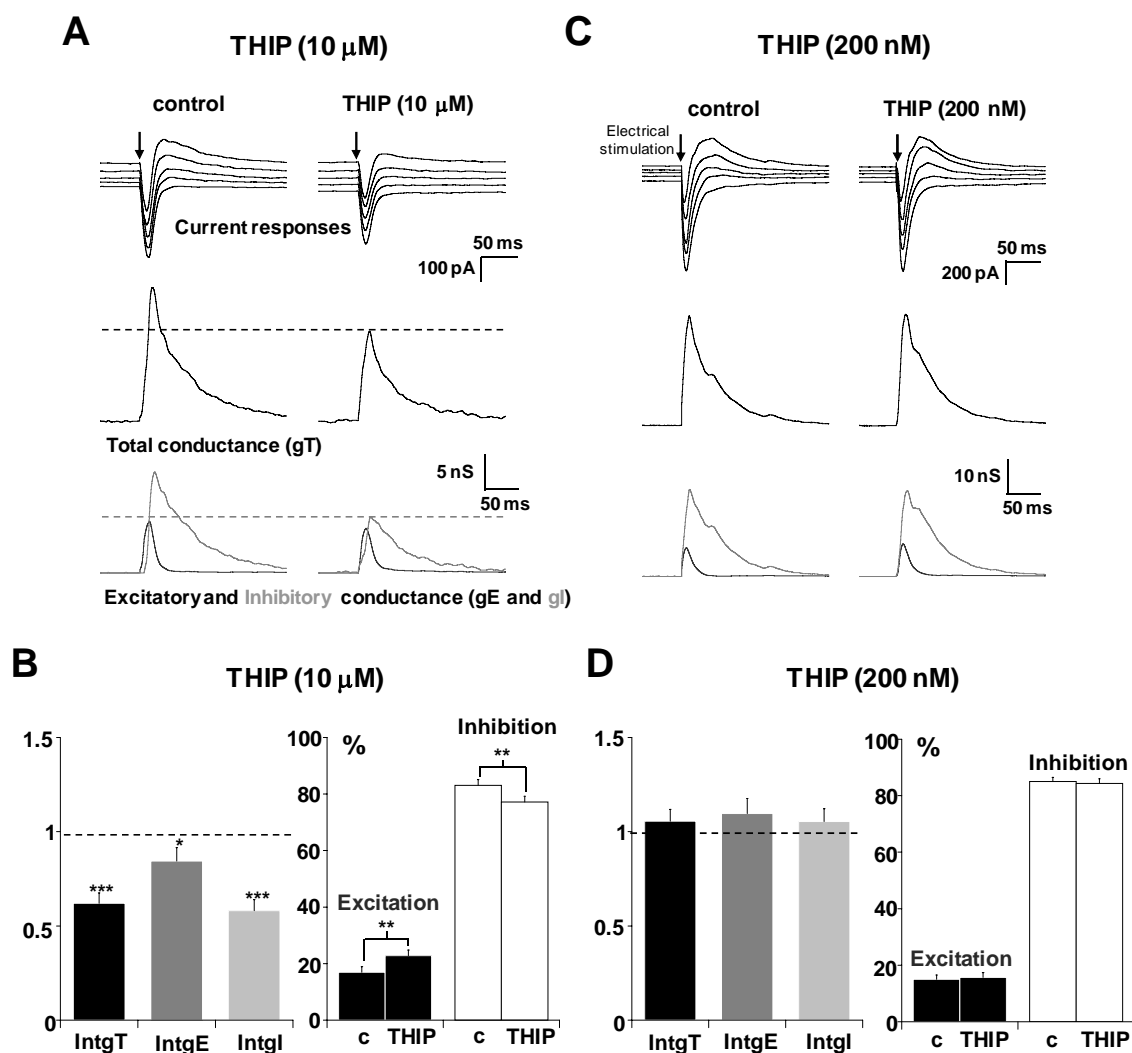 A
THIP (10 μM)
control
THIP (10 μM)
Current responses
50 ms
100 pA
Total conductance (gT)
5 nS
50 ms
Excitatory and Inhibitory conductance (gE and gI)
C
THIP (200 nM)
control
THIP (200 nM)
Electrical
stimulation
50 ms
200 pA
10 nS
50 ms
B
THIP (10 μM)
1.5
1
0.5
0
***
*
***
IntgT
IntgE
IntgI
100
80
60
40
20
0
%
Inhibition
**
Excitation
**
c
THIP
c
THIP
D
THIP (200 nM)
1.5
1
0.5
0
IntgT
IntgE
IntgI
100
80
60
40
20
0
%
Inhibition
Excitation
c
THIP
c
THIP